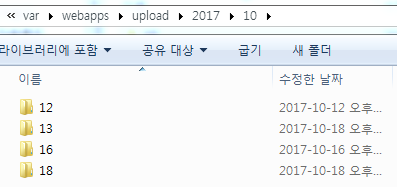 « var ▸ webapps ▸ upload ▸ 2017 ▸ 10 ▸
라이브러리에 포함 ▾ 공유 대상 ▾ 굽기 새 폴더
이름 수정한 날짜
12 2017-10-12 오후...
13 2017-10-18 오후...
16 2017-10-16 오후...
18 2017-10-18 오후...